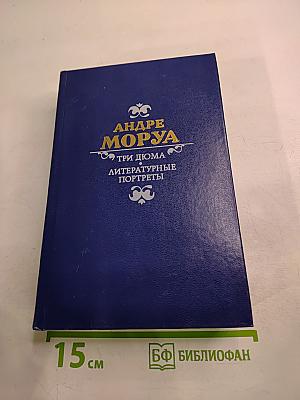 АНДРЕ
МОРУА
ТРИ ДЮМА
ЛИТЕРАТУРНЫЕ
ПОРТРЕТЫ
15 см
БФ БИБЛИОФАН